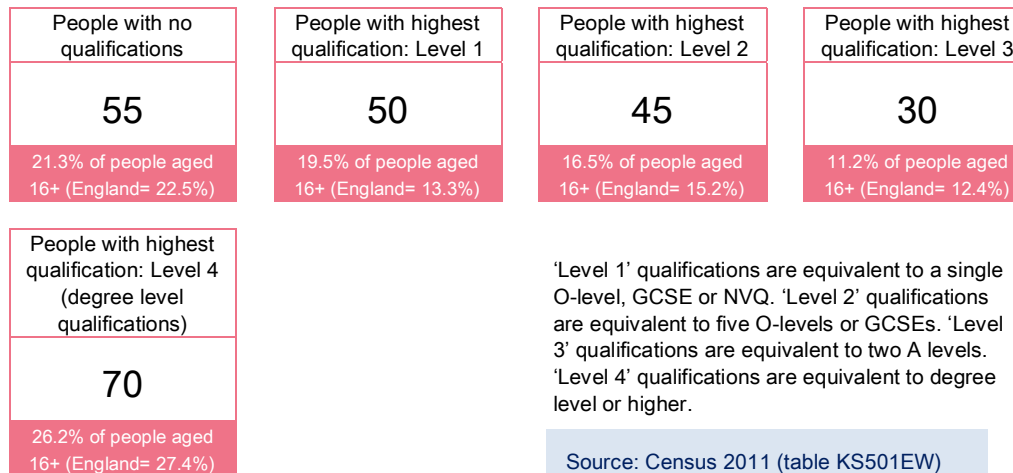 People with no
qualifications
55
21.3% of people aged
16+ (England= 22.5%)
People with highest
qualification: Level 1
50
19.5% of people aged
16+ (England= 13.3%)
People with highest
qualification: Level 2
45
16.5% of people aged
16+ (England= 15.2%)
People with highest
qualification: Level 3
30
11.2% of people aged
16+ (England= 12.4%)
People with highest
qualification: Level 4
(degree level
qualifications)
70
26.2% of people aged
16+ (England= 27.4%)
‘Level 1’ qualifications are equivalent to a single
O-level, GCSE or NVQ. ‘Level 2’ qualifications
are equivalent to five O-levels or GCSEs. ‘Level
3’ qualifications are equivalent to two A levels.
‘Level 4’ qualifications are equivalent to degree
level or higher.
Source: Census 2011 (table KS501EW)